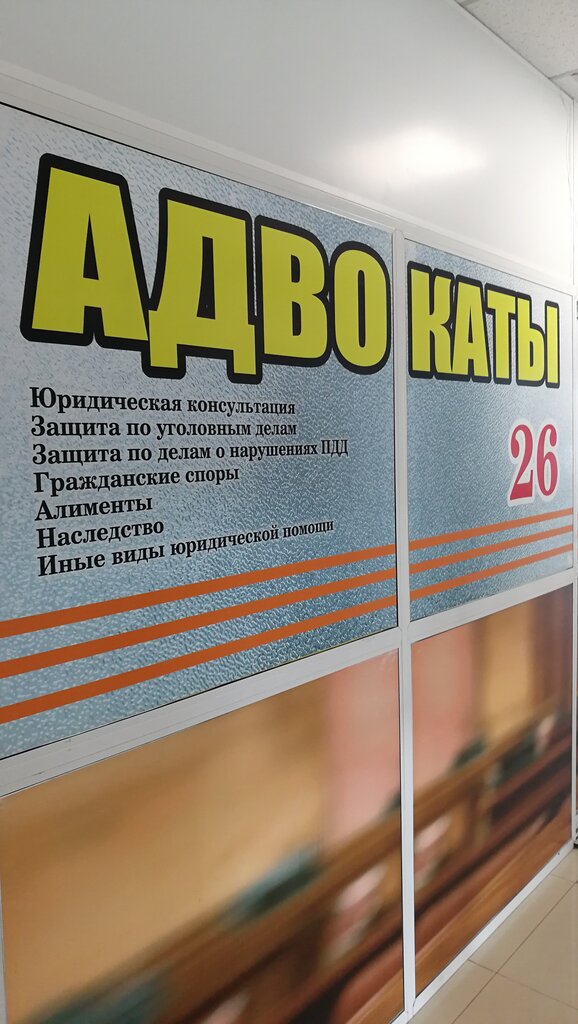 АДВОКАТЫ
Юридическая консультация
Защита по уголовным делам
Защита по делам о нарушениях ПДД
Гражданские споры
Алименты
Наследство
Иные виды юридической помощи
26